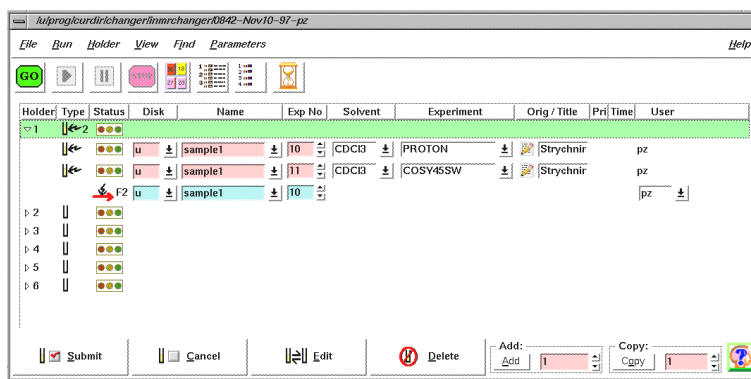 /u/prog/curdir/changer/inmrchanger/0842-Nov10-97-pz
File Run Holder View Find Parameters Help
GO STOP
Holder Type Status Disk Name Exp No Solvent Experiment Orig / Title Pri Time User
1 2
u sample1 10 CDCl3 PROTON Strychnir pz
u sample1 11 CDCl3 COSY45SW Strychnir pz
F2 u sample1 10 pz
2
3
4
5
6
Submit Cancel Edit Delete Add: Add 1 Copy: Copy 1